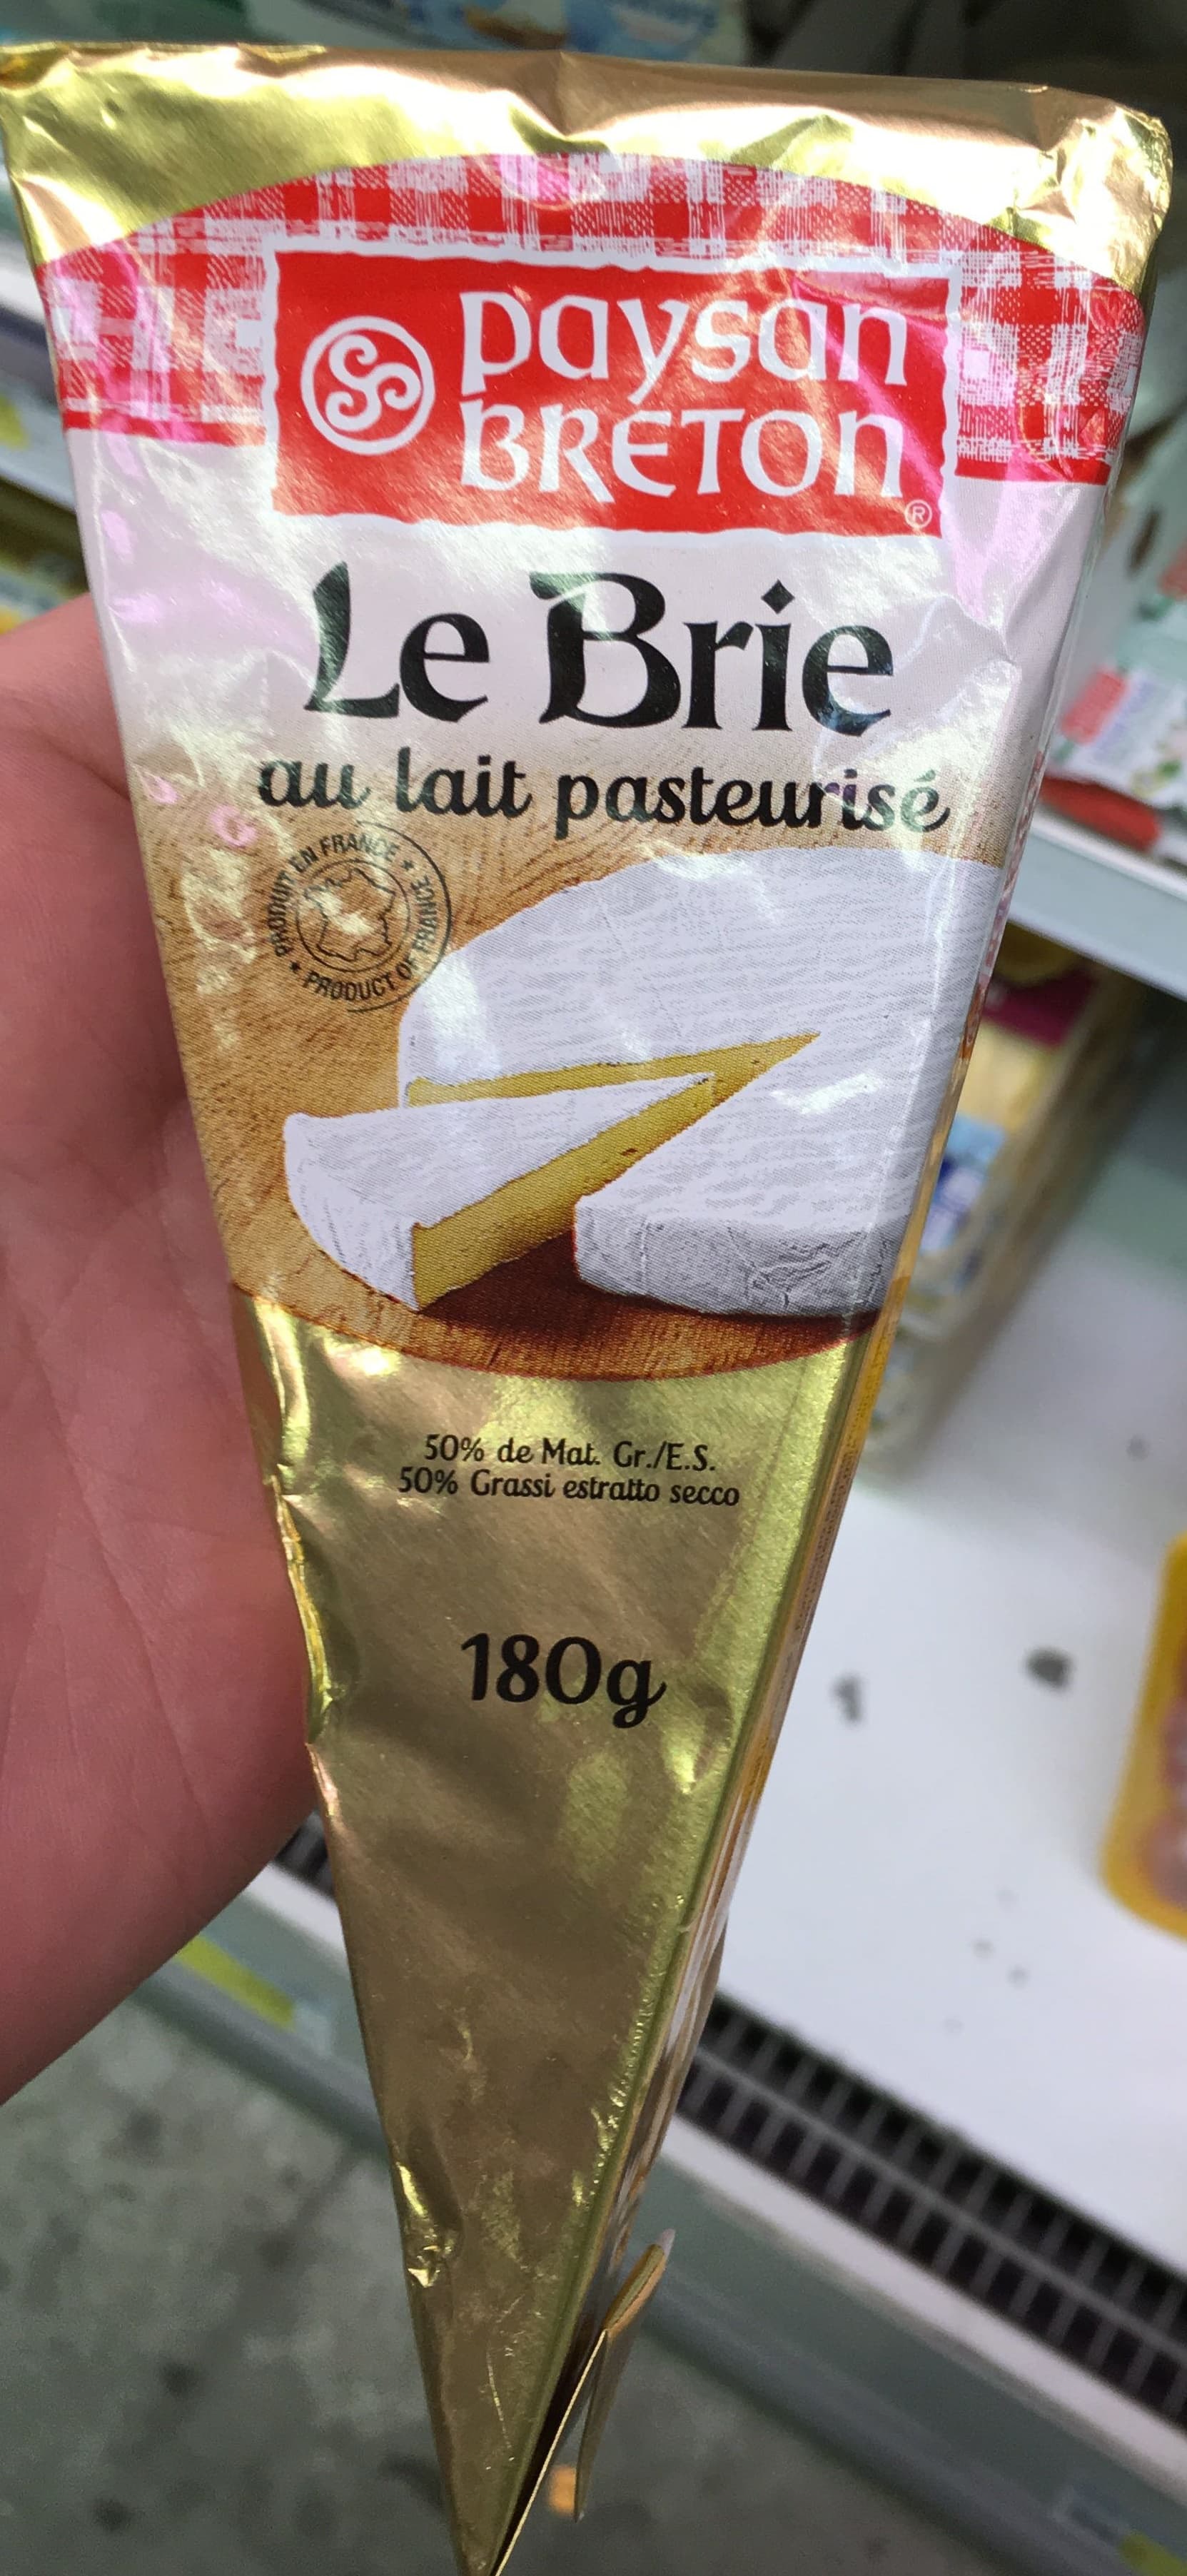 paysan
BRETON
®
Le Brie
au lait pasteurisé
PRODUIT EN FRANCE ★
PRODUCT OF FRANCE ★
50% de Mat. Gr./E.S.
50% Grassi estratto secco
180g